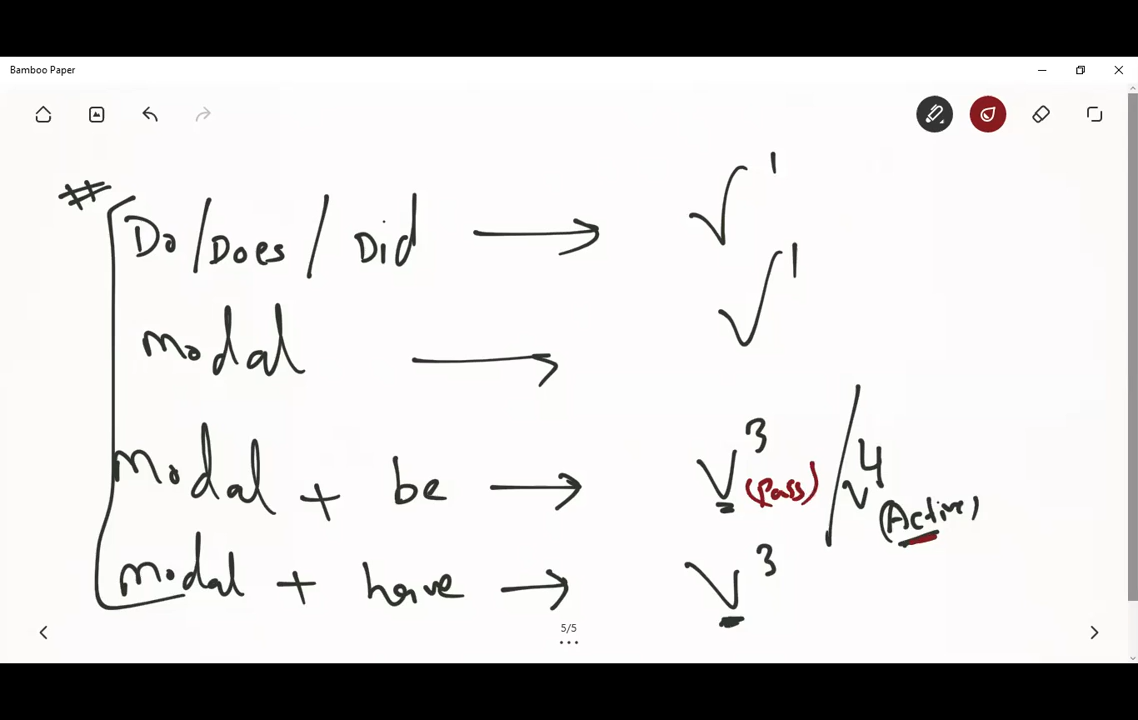 Bamboo Paper
# Do/Does/Did → V¹
modal → V¹
modal + be → V³ (Pass) / V⁴ (Active)
modal + have → V³
5/5